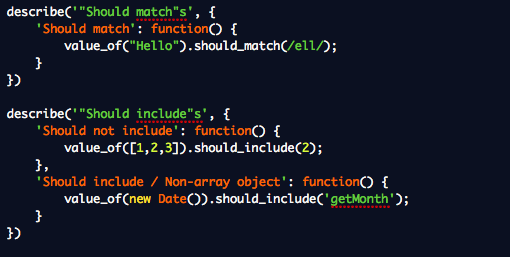 describe('"Should match"s', {
    'Should match': function() {
        value_of("Hello").should_match(/ell/);
    }
})

describe('"Should include"s', {
    'Should not include': function() {
        value_of([1,2,3]).should_include(2);
    },
    'Should include / Non-array object': function() {
        value_of(new Date()).should_include('getMonth');
    }
})